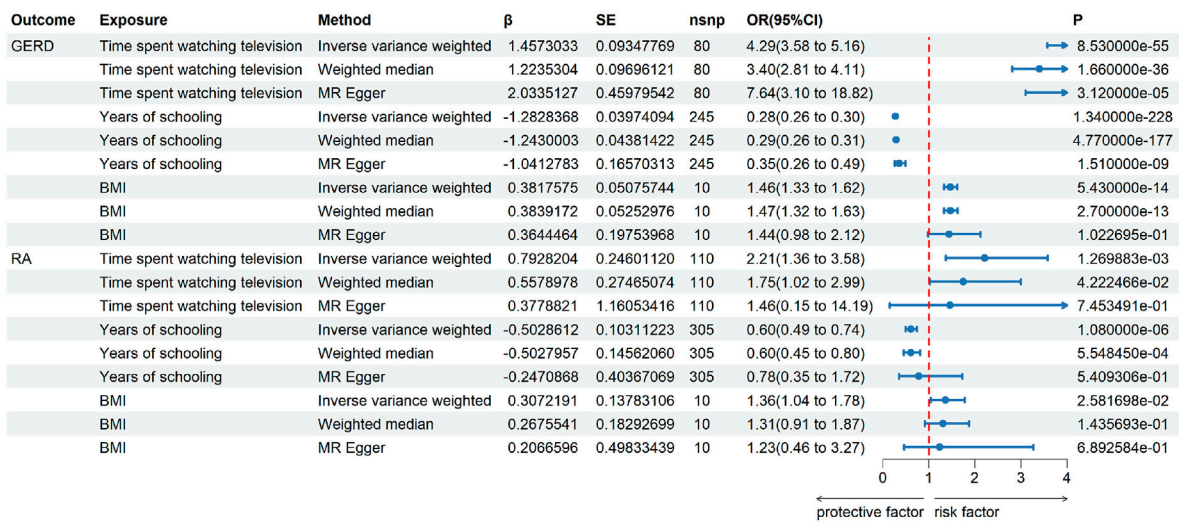 Outcome Exposure Method β SE nsnp OR(95%CI) P
GERD Time spent watching television Inverse variance weighted 1.4573033 0.09347769 80 4.29(3.58 to 5.16) 8.530000e-55
Time spent watching television Weighted median 1.2235304 0.09696121 80 3.40(2.81 to 4.11) 1.660000e-36
Time spent watching television MR Egger 2.0335127 0.45979542 80 7.64(3.10 to 18.82) 3.120000e-05
Years of schooling Inverse variance weighted -1.2828368 0.03974094 245 0.28(0.26 to 0.30) 1.340000e-228
Years of schooling Weighted median -1.2430003 0.04381422 245 0.29(0.26 to 0.31) 4.770000e-177
Years of schooling MR Egger -1.0412783 0.16570313 245 0.35(0.26 to 0.49) 1.510000e-09
BMI Inverse variance weighted 0.3817575 0.05075744 10 1.46(1.33 to 1.62) 5.430000e-14
BMI Weighted median 0.3839172 0.05252976 10 1.47(1.32 to 1.63) 2.700000e-13
BMI MR Egger 0.3644464 0.19753968 10 1.44(0.98 to 2.12) 1.022695e-01
RA Time spent watching television Inverse variance weighted 0.7928204 0.24601120 110 2.21(1.36 to 3.58) 1.269883e-03
Time spent watching television Weighted median 0.5578978 0.27465074 110 1.75(1.02 to 2.99) 4.222466e-02
Time spent watching television MR Egger 0.3778821 1.16053416 110 1.46(0.15 to 14.19) 7.453491e-01
Years of schooling Inverse variance weighted -0.5028612 0.10311223 305 0.60(0.49 to 0.74) 1.080000e-06
Years of schooling Weighted median -0.5027957 0.14562060 305 0.60(0.45 to 0.80) 5.548450e-04
Years of schooling MR Egger -0.2470868 0.40367069 305 0.78(0.35 to 1.72) 5.409306e-01
BMI Inverse variance weighted 0.3072191 0.13783106 10 1.36(1.04 to 1.78) 2.581698e-02
BMI Weighted median 0.2675541 0.18292699 10 1.31(0.91 to 1.87) 1.435693e-01
BMI MR Egger 0.2066596 0.49833439 10 1.23(0.46 to 3.27) 6.892584e-01
0 1 2 3 4
protective factor risk factor